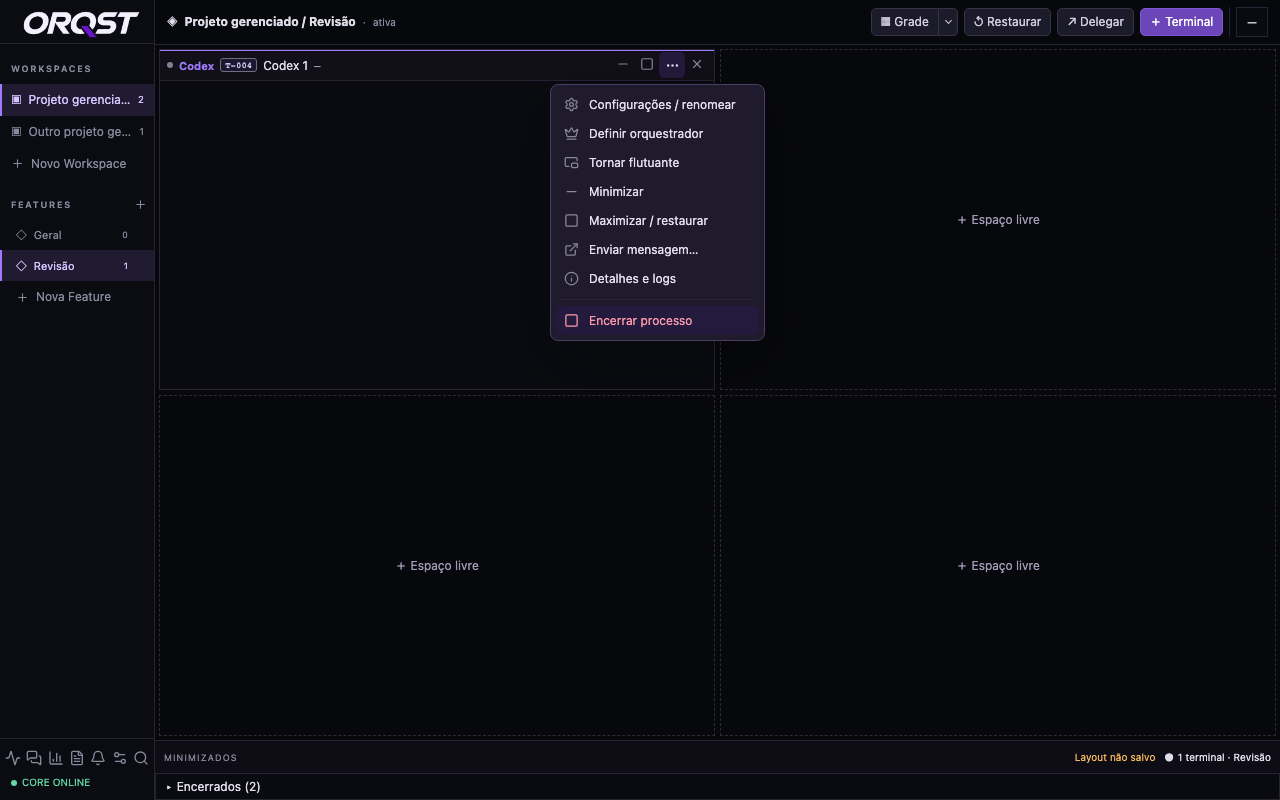 ORQST
Projeto gerenciado / Revisão · ativa
Grade
Restaurar
Delegar
+ Terminal
WORKSPACES
Projeto gerencia... 2
Outro projeto ge... 1
+ Novo Workspace
FEATURES +
Geral 0
Revisão 1
+ Nova Feature
Codex T-004 Codex 1 –
Configurações / renomear
Definir orquestrador
Tornar flutuante
Minimizar
Maximizar / restaurar
Enviar mensagem...
Detalhes e logs
Encerrar processo
+ Espaço livre
+ Espaço livre
+ Espaço livre
MINIMIZADOS
Layout não salvo
1 terminal · Revisão
CORE ONLINE
Encerrados (2)